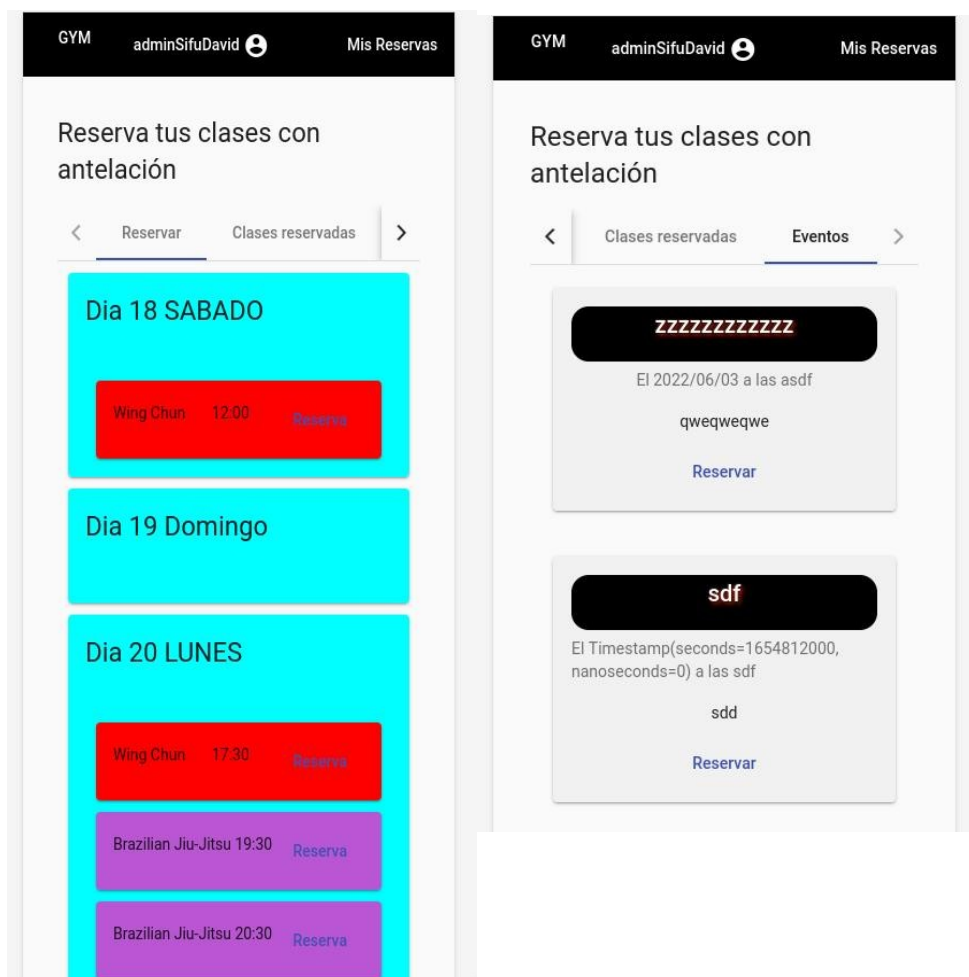 GYM adminSifuDavid Mis Reservas
Reserva tus clases con
antelación
Reservar Clases reservadas
Dia 18 SABADO
Wing Chun 12:00 Reserva
Dia 19 Domingo
Dia 20 LUNES
Wing Chun 17:30 Reserva
Brazilian Jiu-Jitsu 19:30 Reserva
Brazilian Jiu-Jitsu 20:30 Reserva
GYM adminSifuDavid Mis Reservas
Reserva tus clases con
antelación
Clases reservadas Eventos
zzzzzzzzzzzz
El 2022/06/03 a las asdf
qweqweqwe
Reservar
sdf
El Timestamp(seconds=1654812000,
nanoseconds=0) a las sdf
sdd
Reservar